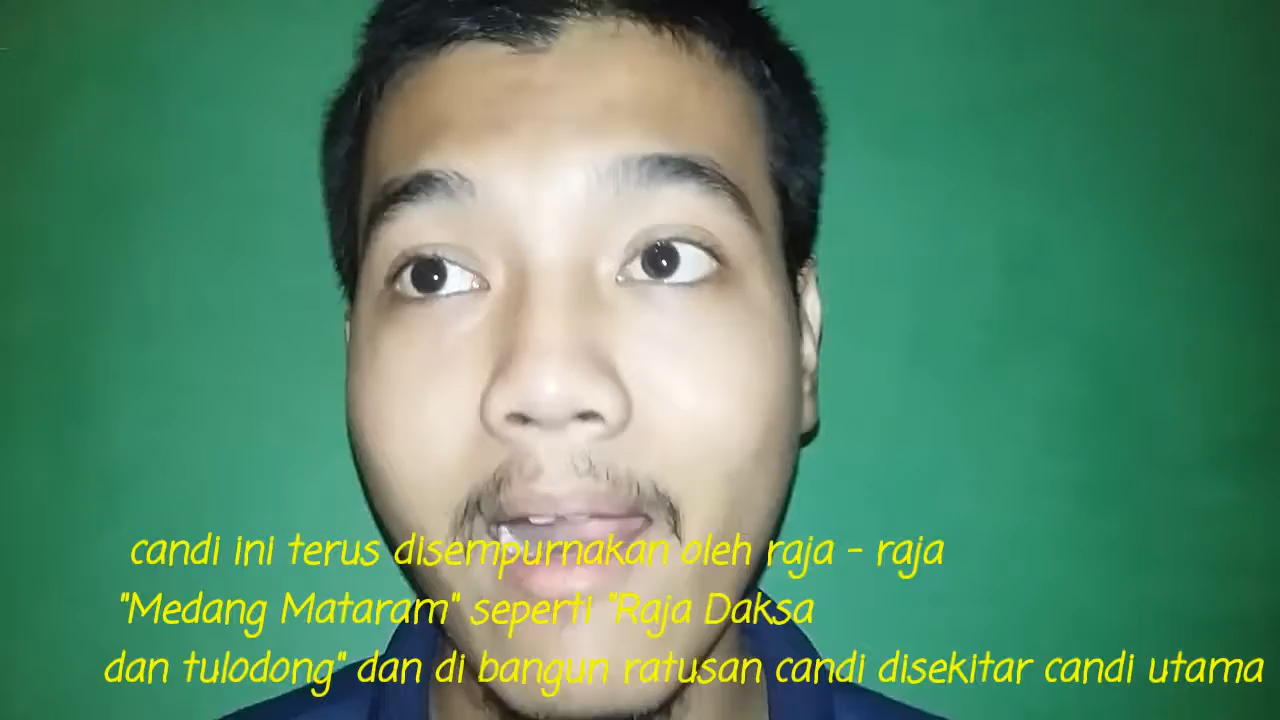 candi ini terus disempurnakan oleh raja - raja
"Medang Mataram" seperti "Raja Daksa
dan tulodong" dan di bangun ratusan candi disekitar candi utama